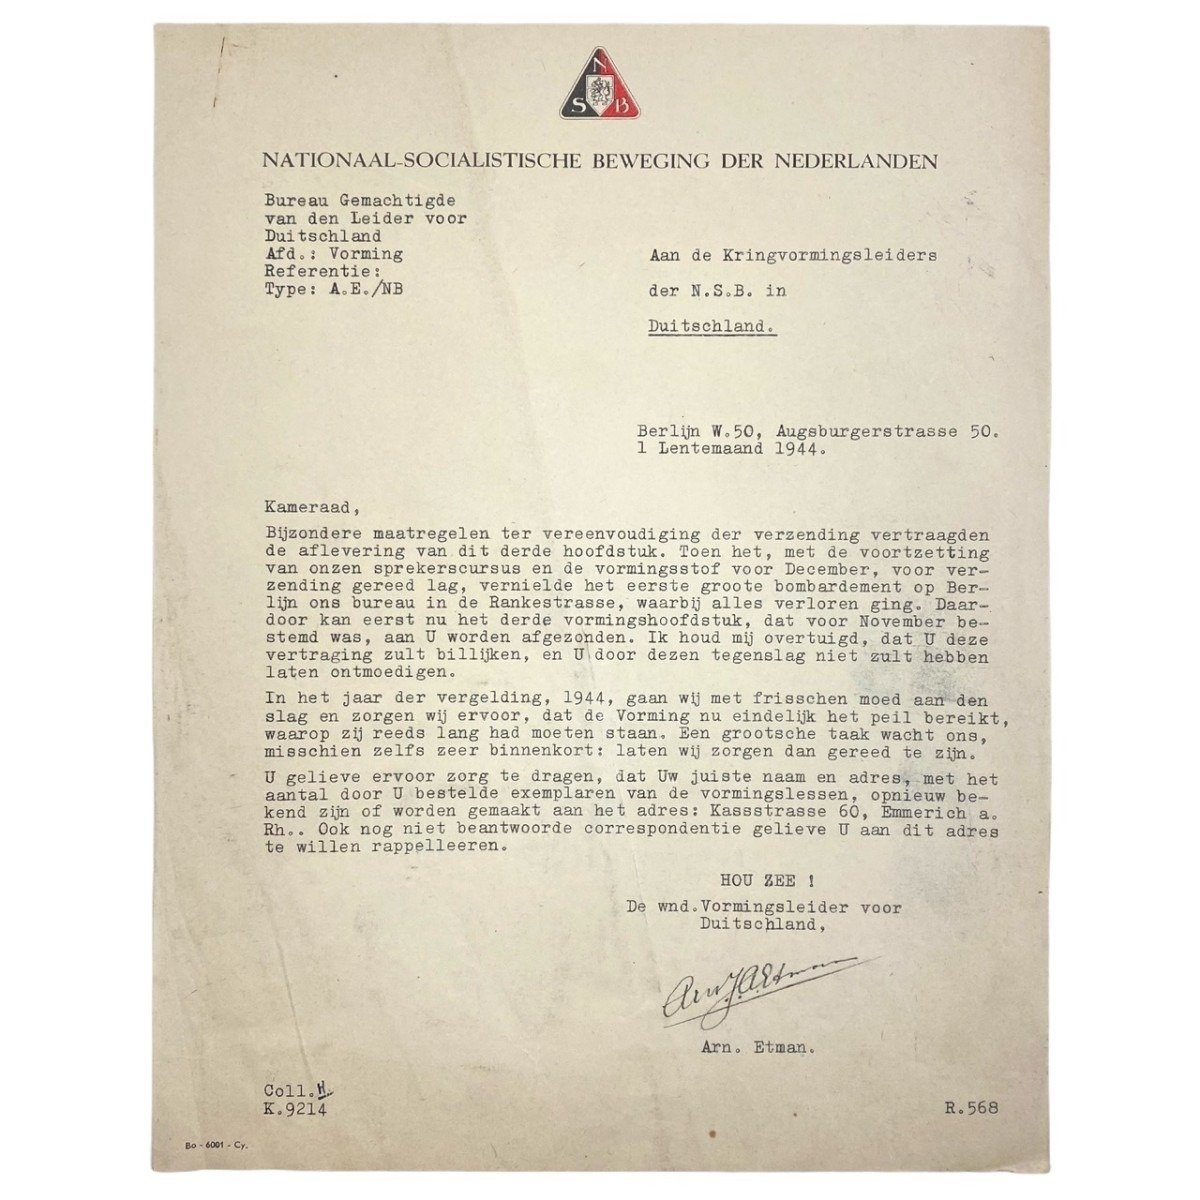 N
S B
NATIONAAL-SOCIALISTISCHE BEWEGING DER NEDERLANDEN
Bureau Gemachtigde
van den Leider voor
Duitschland
Afd.: Vorming
Referentie:
Type: A.E./NB
Aan de Kringvormingsleiders
der N.S.B. in
Duitschland.
Berlijn W.50, Augsburgerstrasse 50.
1 Lentemaand 1944.
Kameraad,
Bijzondere maatregelen ter vereenvoudiging der verzending vertraagden
de aflevering van dit derde hoofdstuk. Toen het, met de voortzetting
van onzen sprekerscursus en de vormingsstof voor December, voor ver-
zending gereed lag, vernielde het eerste groote bombardement op Ber-
lijn ons bureau in de Rankestrasse, waarbij alles verloren ging. Daar-
door kan eerst nu het derde vormingshoofdstuk, dat voor November be-
stemd was, aan U worden afgezonden. Ik houd mij overtuigd, dat U deze
vertraging zult billijken, en U door dezen tegenslag niet zult hebben
laten ontmoedigen.
In het jaar der vergelding, 1944, gaan wij met frisschen moed aan den
slag en zorgen wij ervoor, dat de Vorming nu eindelijk het peil bereikt,
waarop zij reeds lang had moeten staan. Een grootsche taak wacht ons,
misschien zelfs zeer binnenkort: laten wij zorgen dan gereed te zijn.
U gelieve ervoor zorg te dragen, dat Uw juiste naam en adres, met het
aantal door U bestelde exemplaren van de vormingslessen, opnieuw be-
kend zijn of worden gemaakt aan het adres: Kassstrasse 60, Emmerich a.
Rh.. Ook nog niet beantwoorde correspondentie gelieve U aan dit adres
te willen rappelleeren.
HOU ZEE !
De wnd.Vormingsleider voor
Duitschland,
Arn. J. A. Etman
Arn. Etman.
Coll.H.
K.9214
R.568
Bo - 6001 - Cy.